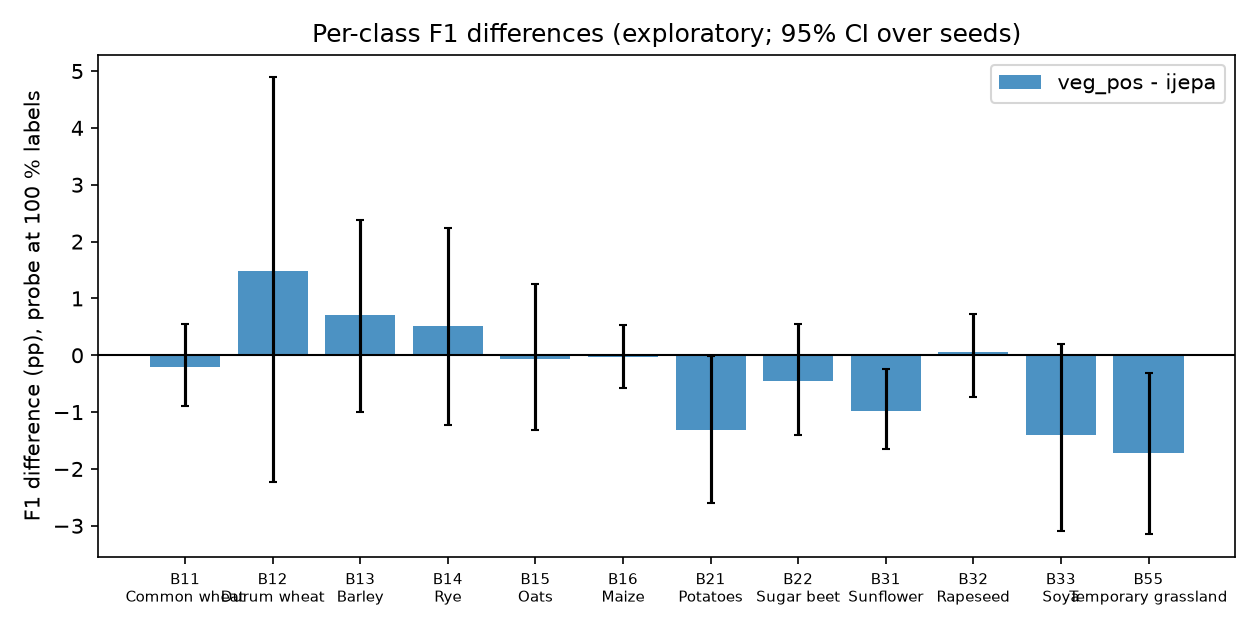 Per-class F1 differences (exploratory; 95% CI over seeds)
veg_pos - ijepa
F1 difference (pp), probe at 100 % labels
5
4
3
2
1
0
−1
−2
−3
B11 B12 B13 B14 B15 B16 B21 B22 B31 B32 B33 B55
Common wheat Durum wheat Barley Rye Oats Maize Potatoes Sugar beet Sunflower Rapeseed Soya Temporary grassland